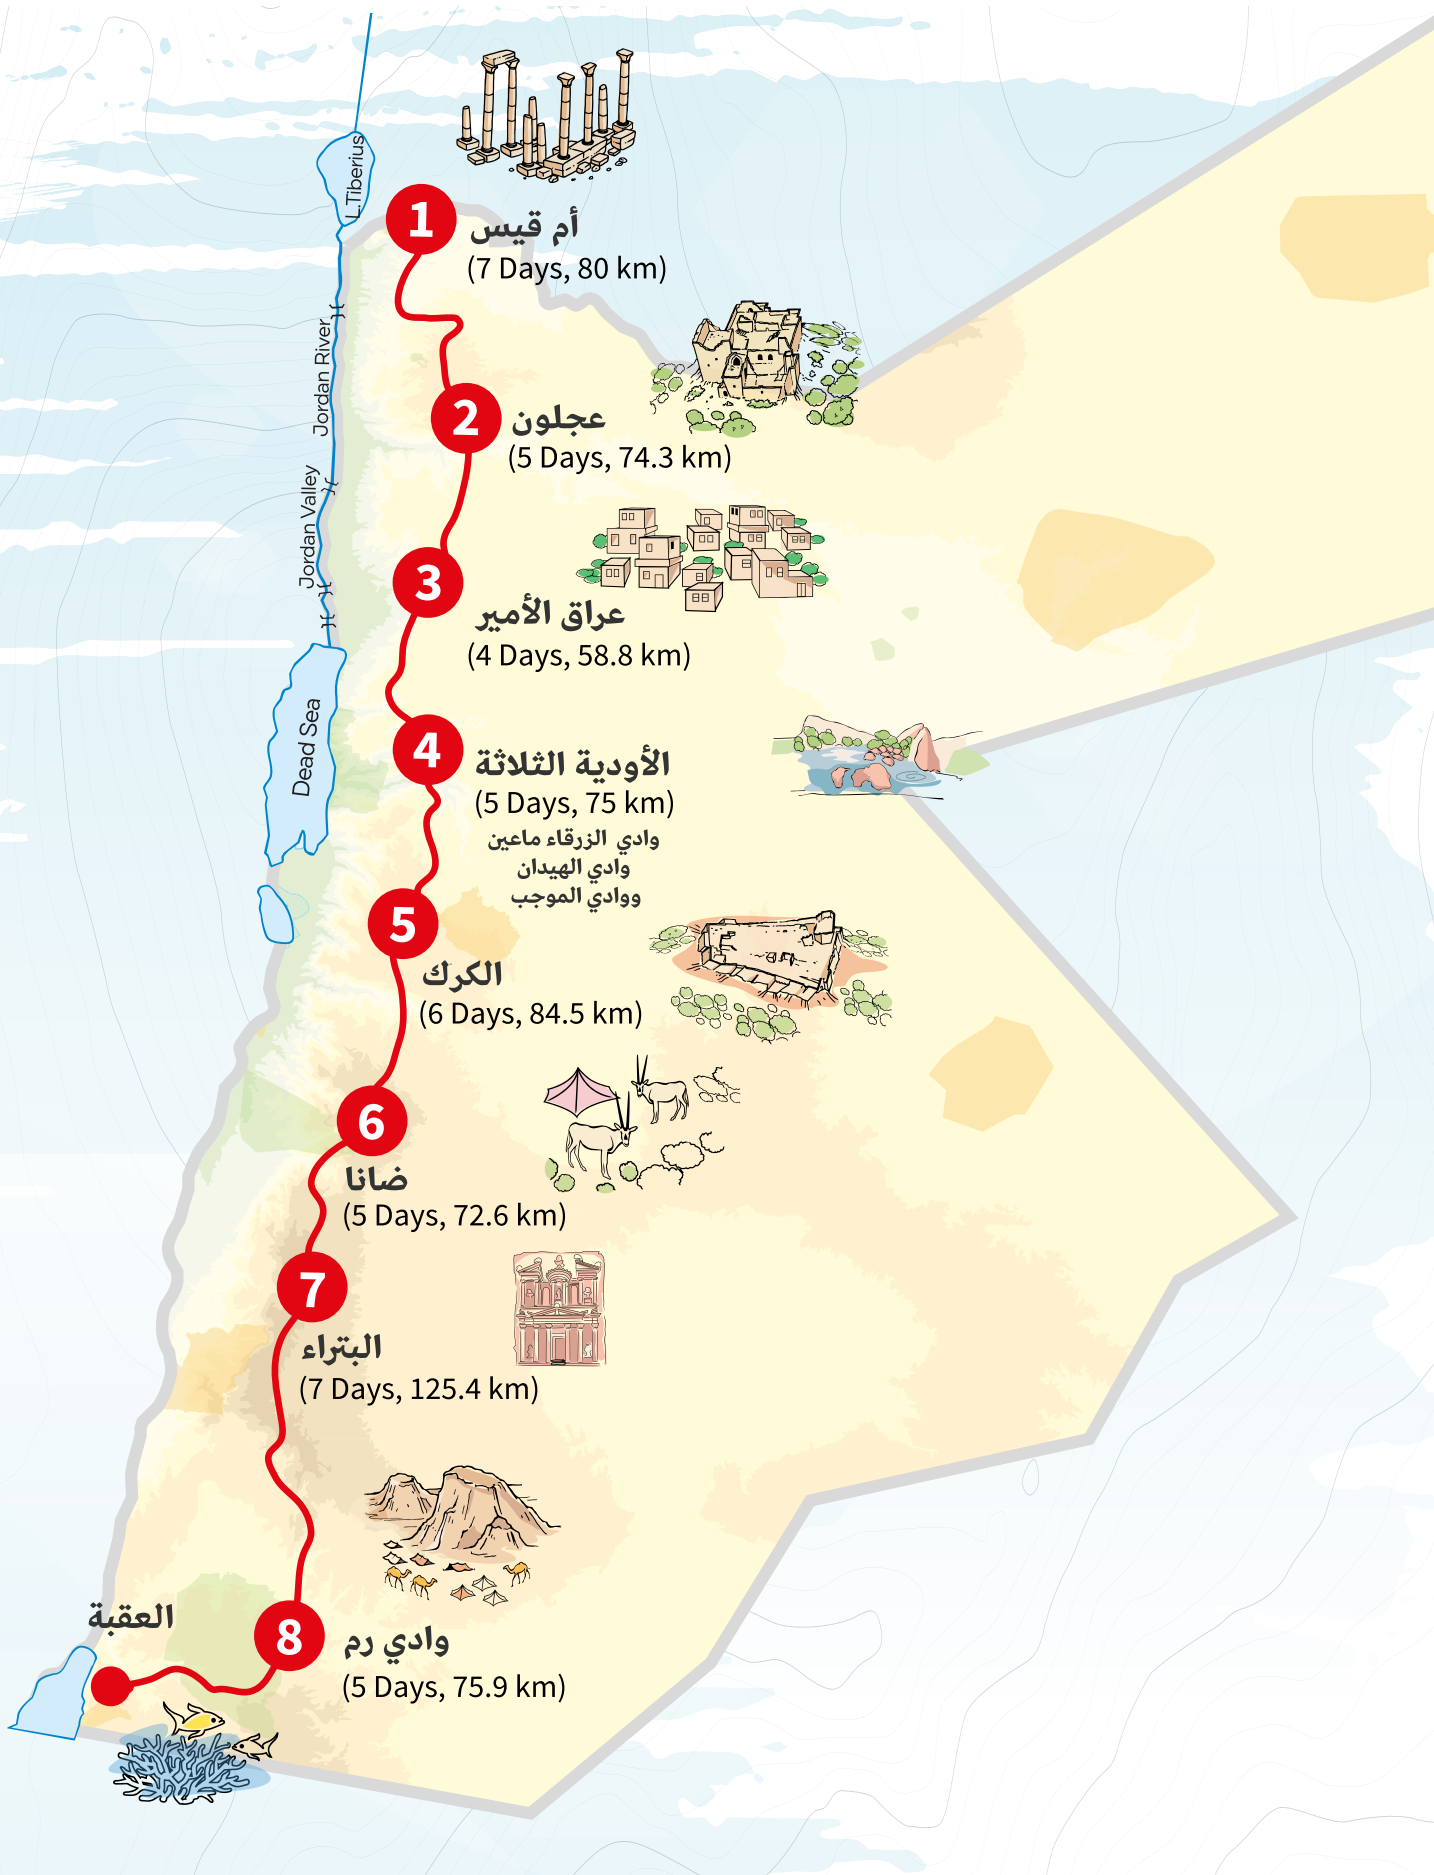 L.Tiberius
1
أم قيس
(7 Days, 80 km)
Jordan River
2
عجلون
(5 Days, 74.3 km)
Jordan Valley
3
عراق الأمير
(4 Days, 58.8 km)
Dead Sea
4
الأودية الثلاثة
(5 Days, 75 km)
وادي الزرقاء ماعين
وادي الهيدان
ووادي الموجب
5
الكرك
(6 Days, 84.5 km)
6
ضانا
(5 Days, 72.6 km)
7
البتراء
(7 Days, 125.4 km)
العقبة
8
وادي رم
(5 Days, 75.9 km)